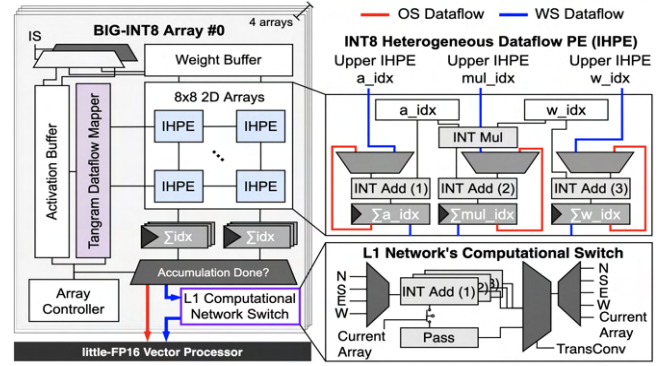 4 arrays
BIG-INT8 Array #0
IS
Weight Buffer
Activation Buffer
Tangram Dataflow Mapper
8x8 2D Arrays
IHPE
IHPE
IHPE
IHPE
∑idx
∑idx
Accumulation Done?
Array
Controller
L1 Computational
Network Switch
little-FP16 Vector Processor
OS Dataflow
WS Dataflow
INT8 Heterogeneous Dataflow PE (IHPE)
Upper IHPE
a_idx
Upper IHPE
mul_idx
Upper IHPE
w_idx
a_idx
w_idx
INT Mul
INT Add (1)
INT Add (2)
INT Add (3)
∑a_idx
∑mul_idx
∑w_idx
L1 Network's Computational Switch
N
S
E
W
Current
Array
INT Add (1)
2)
3)
Pass
N
S
E
W
Current
Array
TransConv